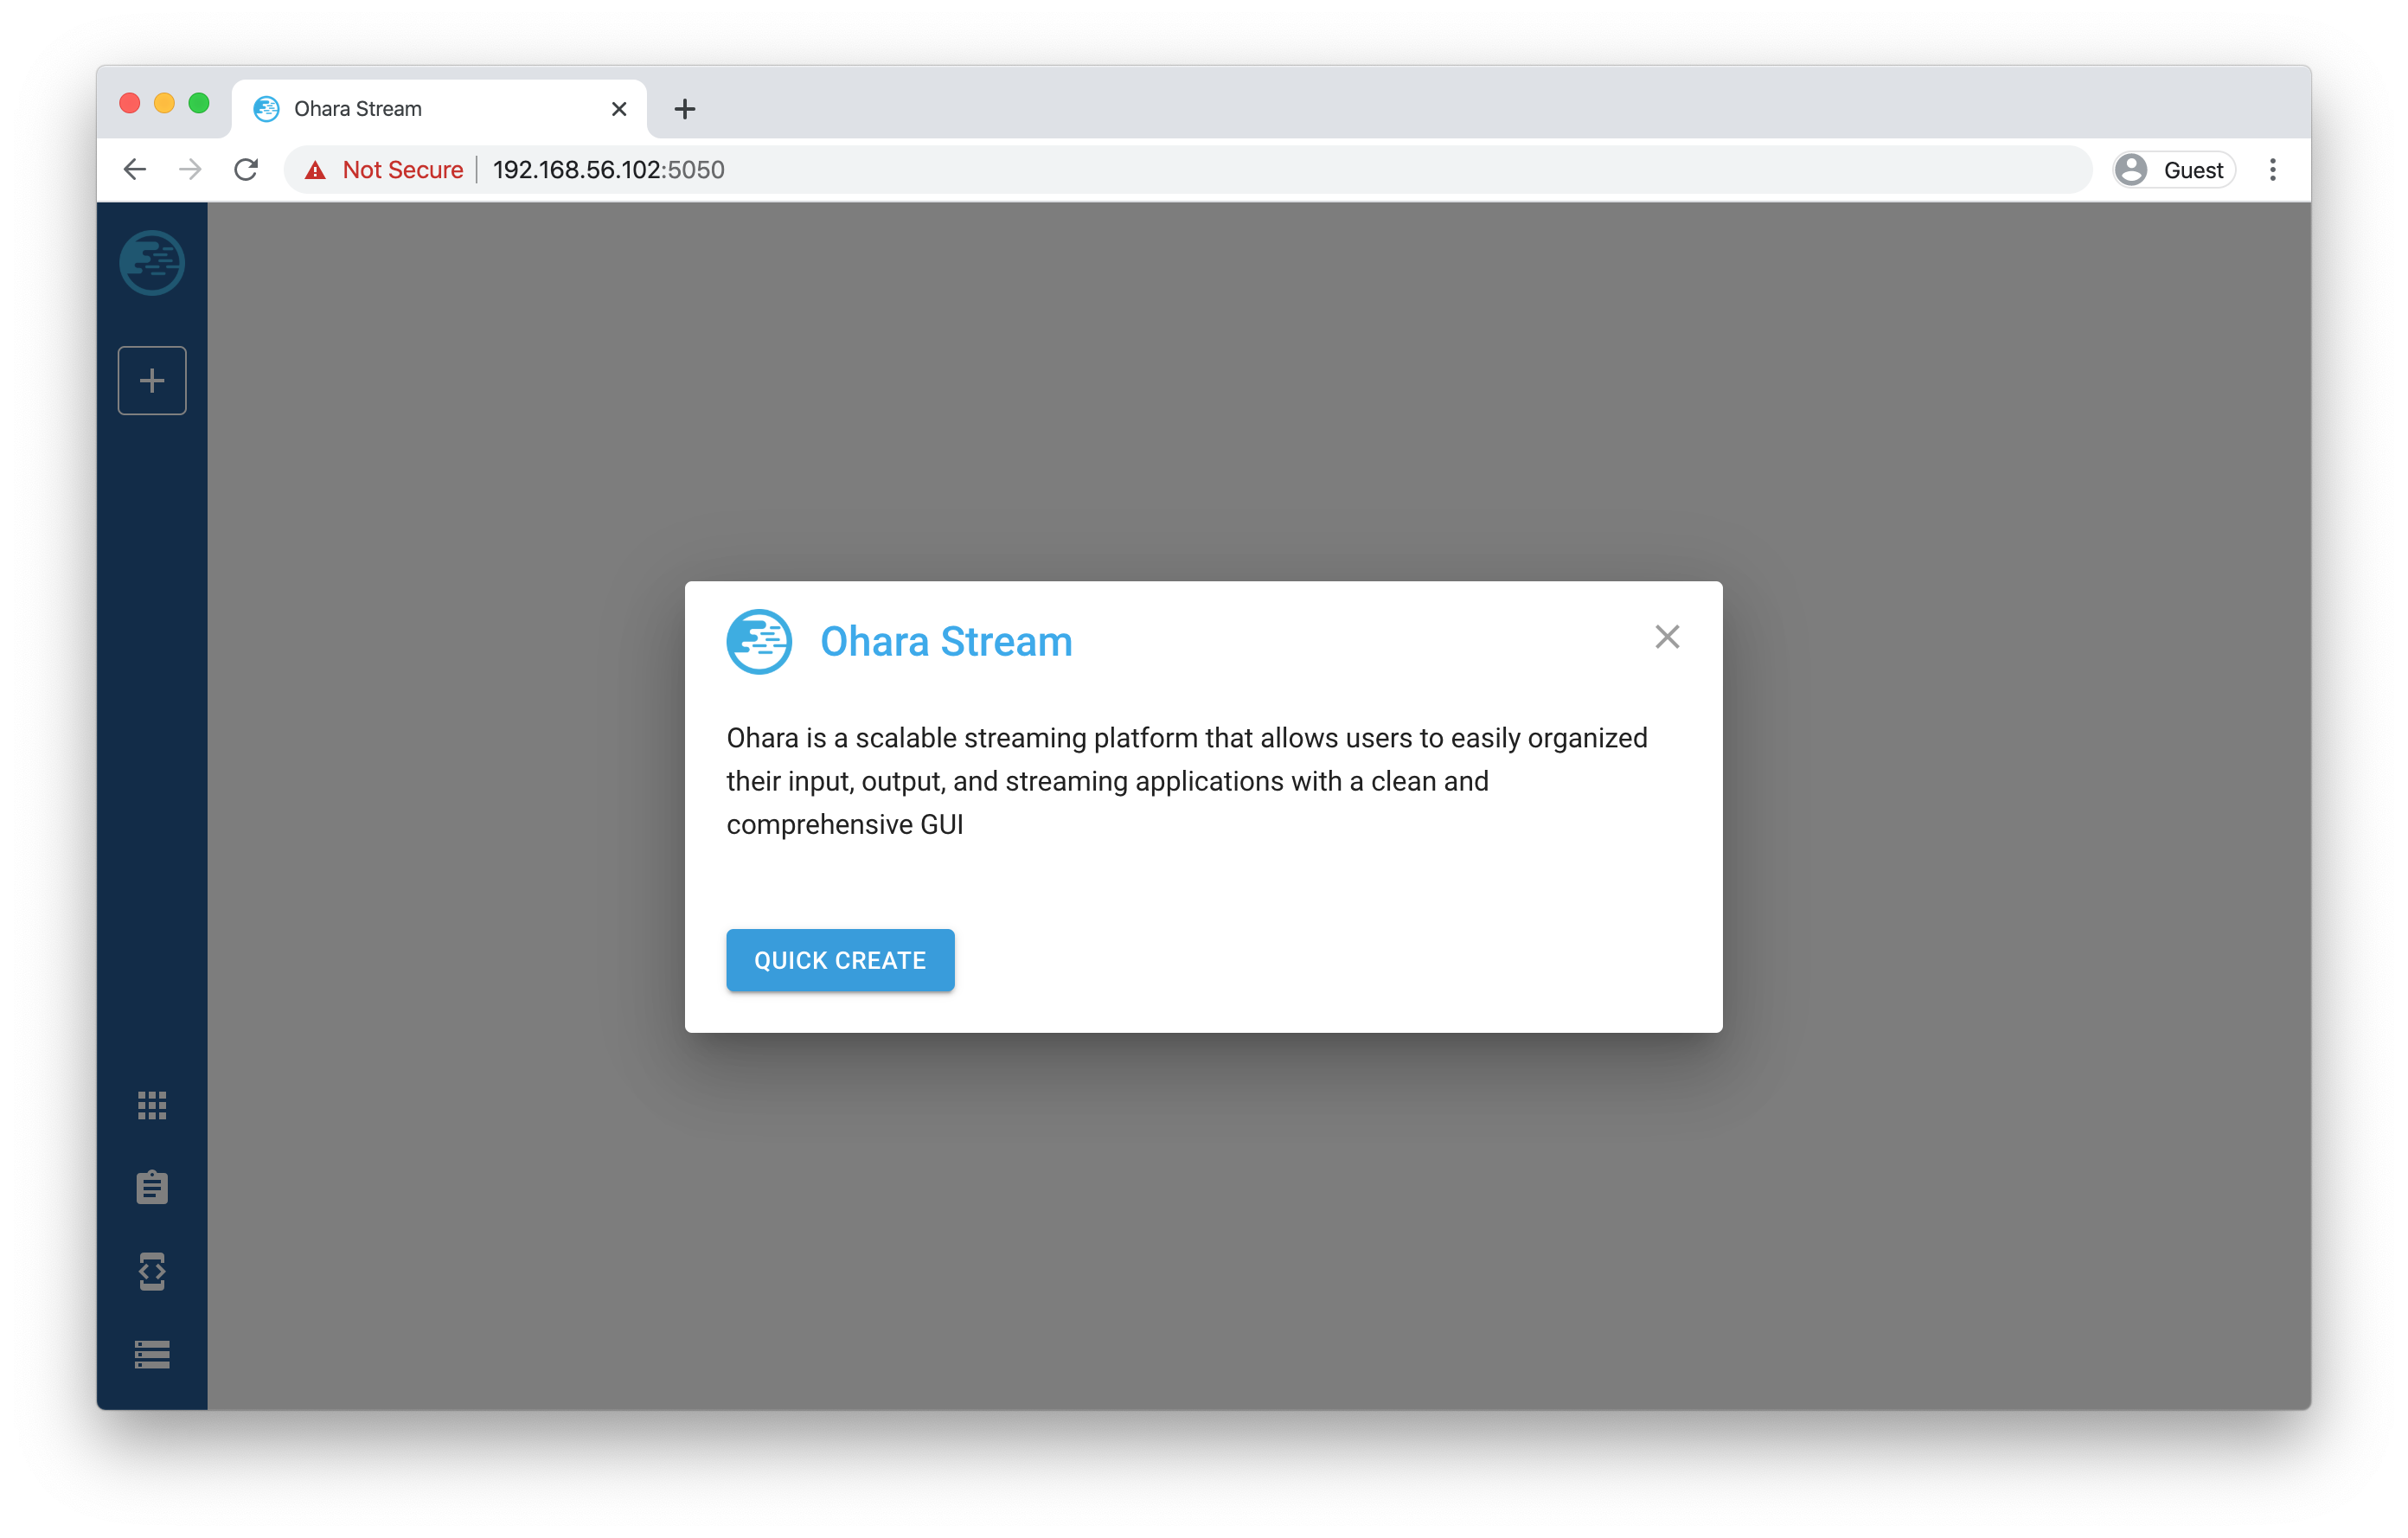 Ohara Stream
Not Secure | 192.168.56.102:5050
Guest
Ohara Stream
Ohara is a scalable streaming platform that allows users to easily organized
their input, output, and streaming applications with a clean and
comprehensive GUI
QUICK CREATE